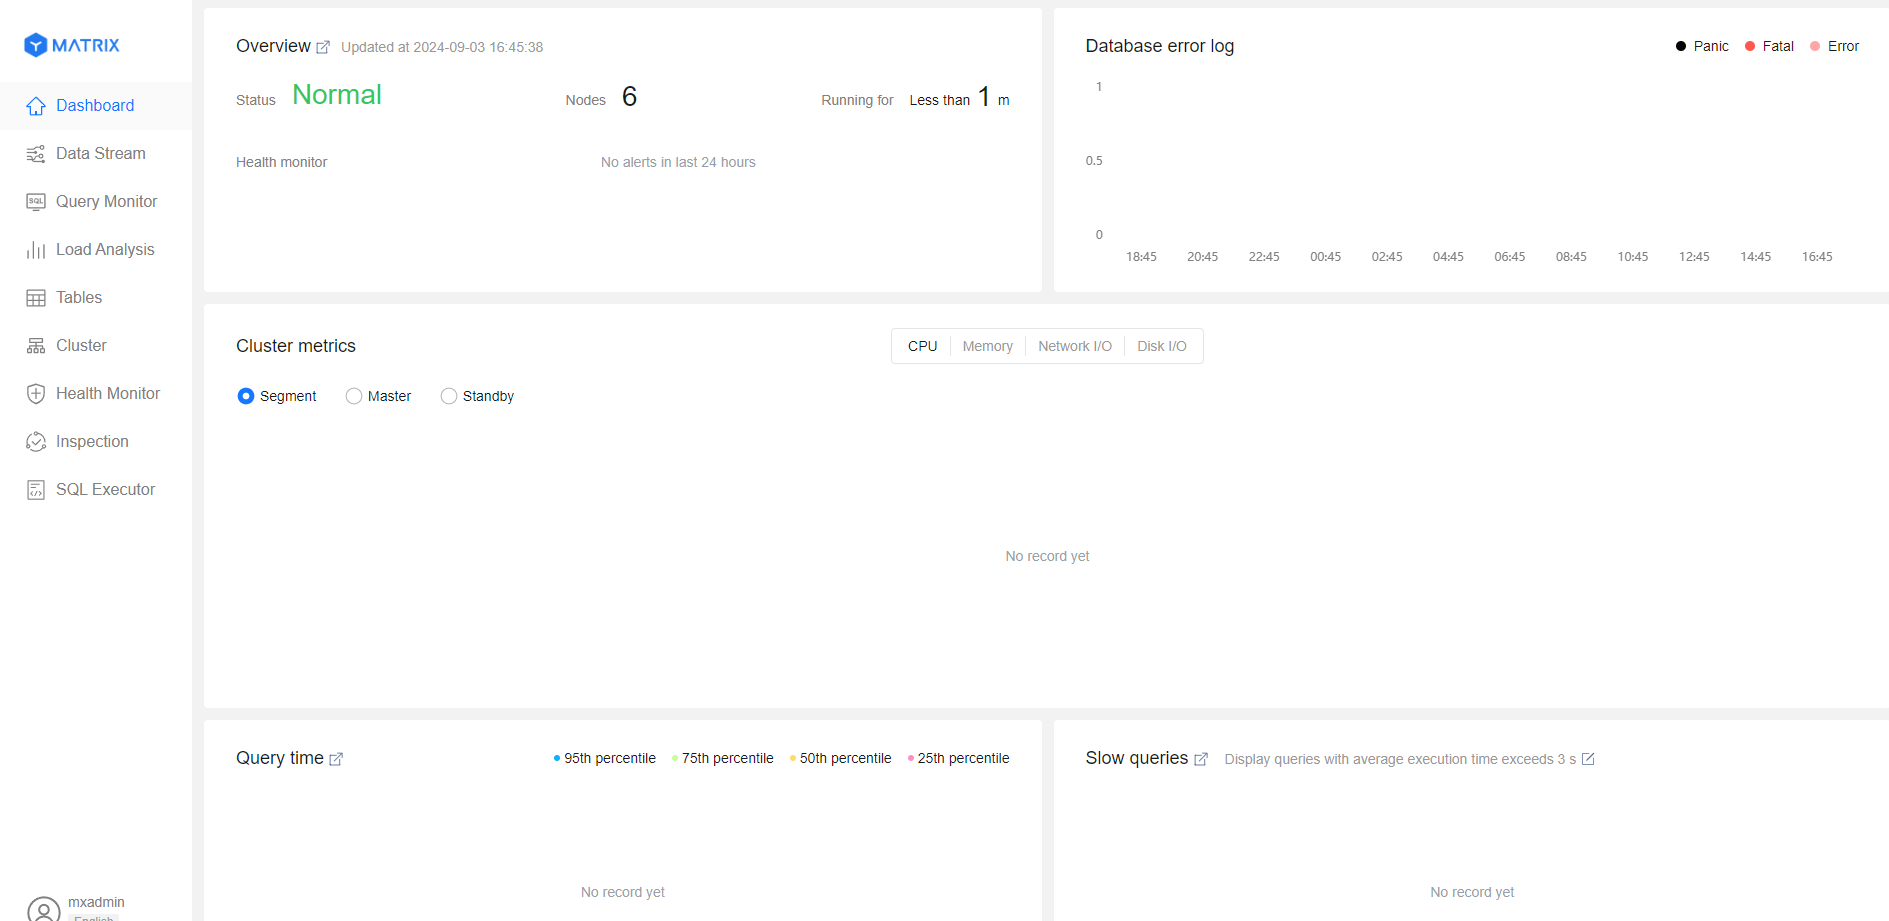 MATRIX
Dashboard
Data Stream
SQL
Query Monitor
Load Analysis
Tables
Cluster
Health Monitor
Inspection
SQL Executor
mxadmin
English
Overview Updated at 2024-09-03 16:45:38
Status Normal Nodes 6 Running for Less than 1 m
Health monitor No alerts in last 24 hours
Database error log Panic Fatal Error
1
0.5
0
18:45 20:45 22:45 00:45 02:45 04:45 06:45 08:45 10:45 12:45 14:45 16:45
Cluster metrics CPU Memory Network I/O Disk I/O
Segment Master Standby
No record yet
Query time 95th percentile 75th percentile 50th percentile 25th percentile
No record yet
Slow queries Display queries with average execution time exceeds 3 s
No record yet